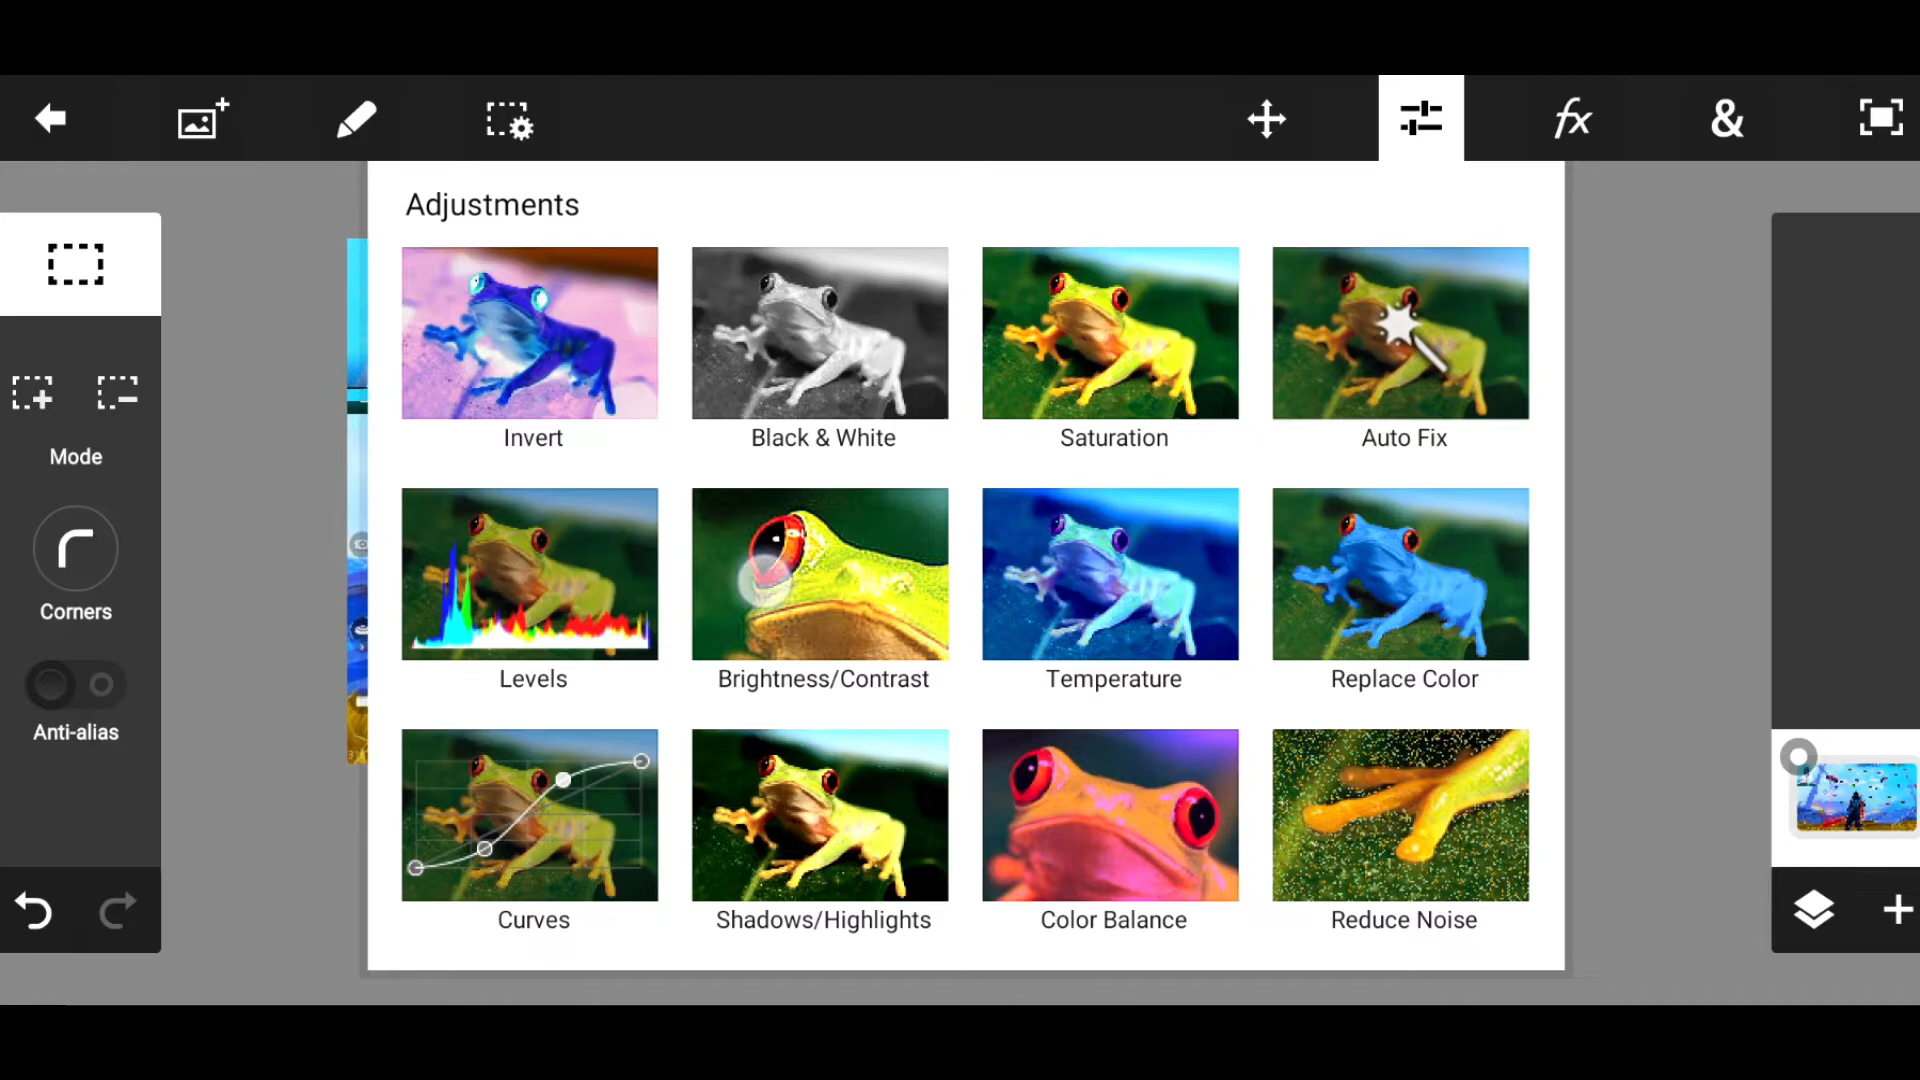 fx
&
Adjustments
Invert
Black & White
Saturation
Auto Fix
Mode
Corners
Levels
Brightness/Contrast
Temperature
Replace Color
Anti-alias
Curves
Shadows/Highlights
Color Balance
Reduce Noise